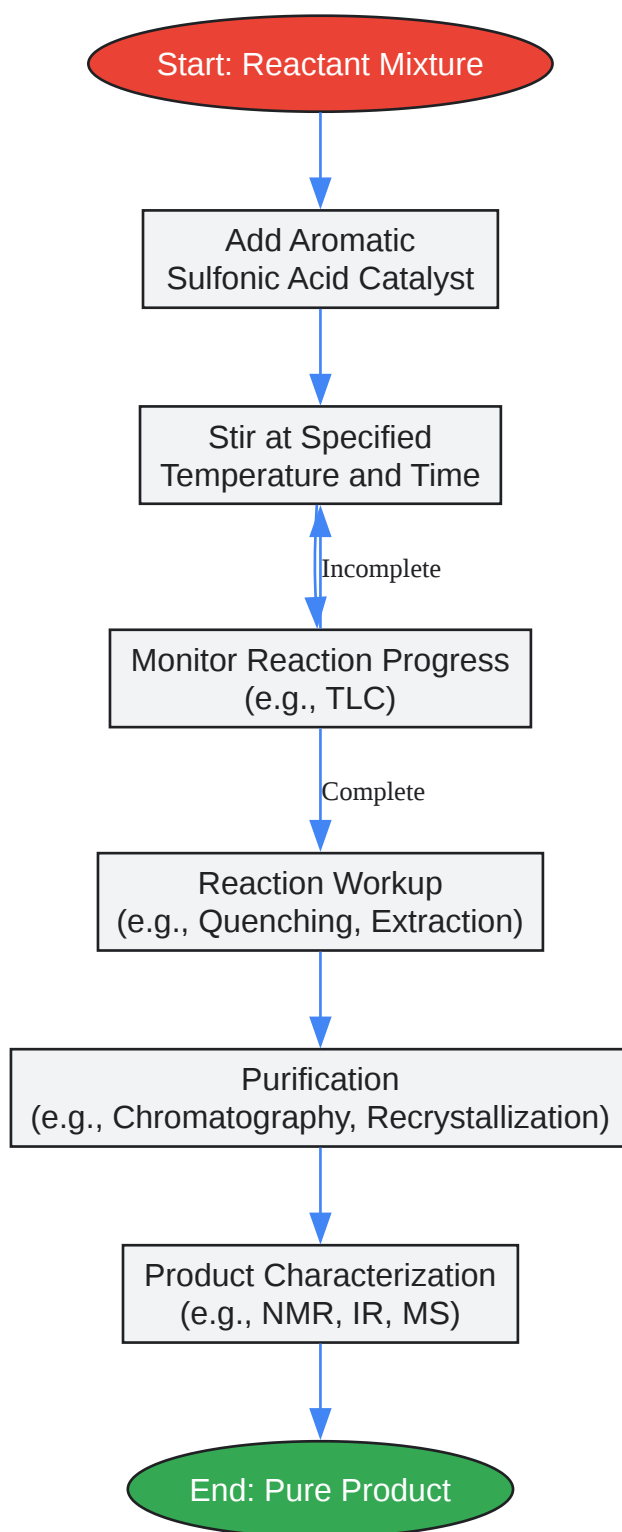 Start: Reactant Mixture
Add Aromatic
Sulfonic Acid Catalyst
Stir at Specified
Temperature and Time
Incomplete
Monitor Reaction Progress
(e.g., TLC)
Complete
Reaction Workup
(e.g., Quenching, Extraction)
Purification
(e.g., Chromatography, Recrystallization)
Product Characterization
(e.g., NMR, IR, MS)
End: Pure Product